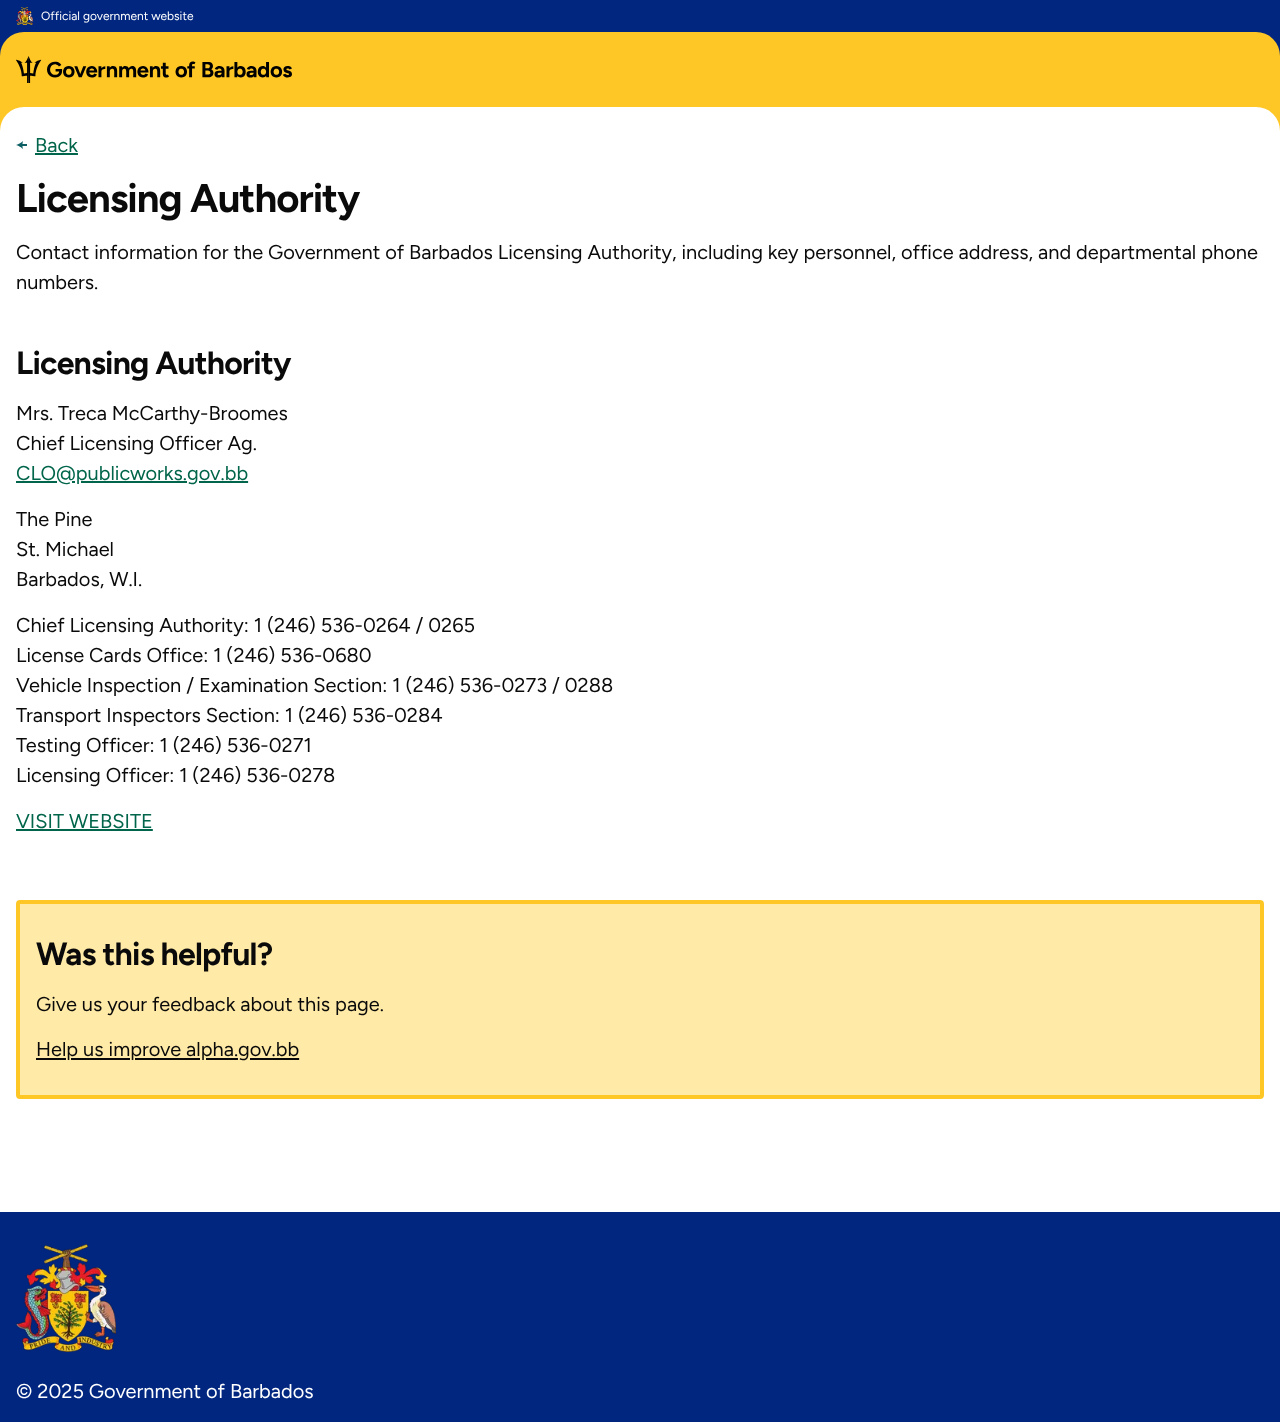 Official government website
Government of Barbados
Back
Licensing Authority
Contact information for the Government of Barbados Licensing Authority, including key personnel, office address, and departmental phone
numbers.
Licensing Authority
Mrs. Treca McCarthy-Broomes
Chief Licensing Officer Ag.
CLO@publicworks.gov.bb
The Pine
St. Michael
Barbados, W.I.
Chief Licensing Authority: 1 (246) 536-0264 / 0265
License Cards Office: 1 (246) 536-0680
Vehicle Inspection / Examination Section: 1 (246) 536-0273 / 0288
Transport Inspectors Section: 1 (246) 536-0284
Testing Officer: 1 (246) 536-0271
Licensing Officer: 1 (246) 536-0278
VISIT WEBSITE
Was this helpful?
Give us your feedback about this page.
Help us improve alpha.gov.bb
PRIDE AND INDUSTRY
© 2025 Government of Barbados